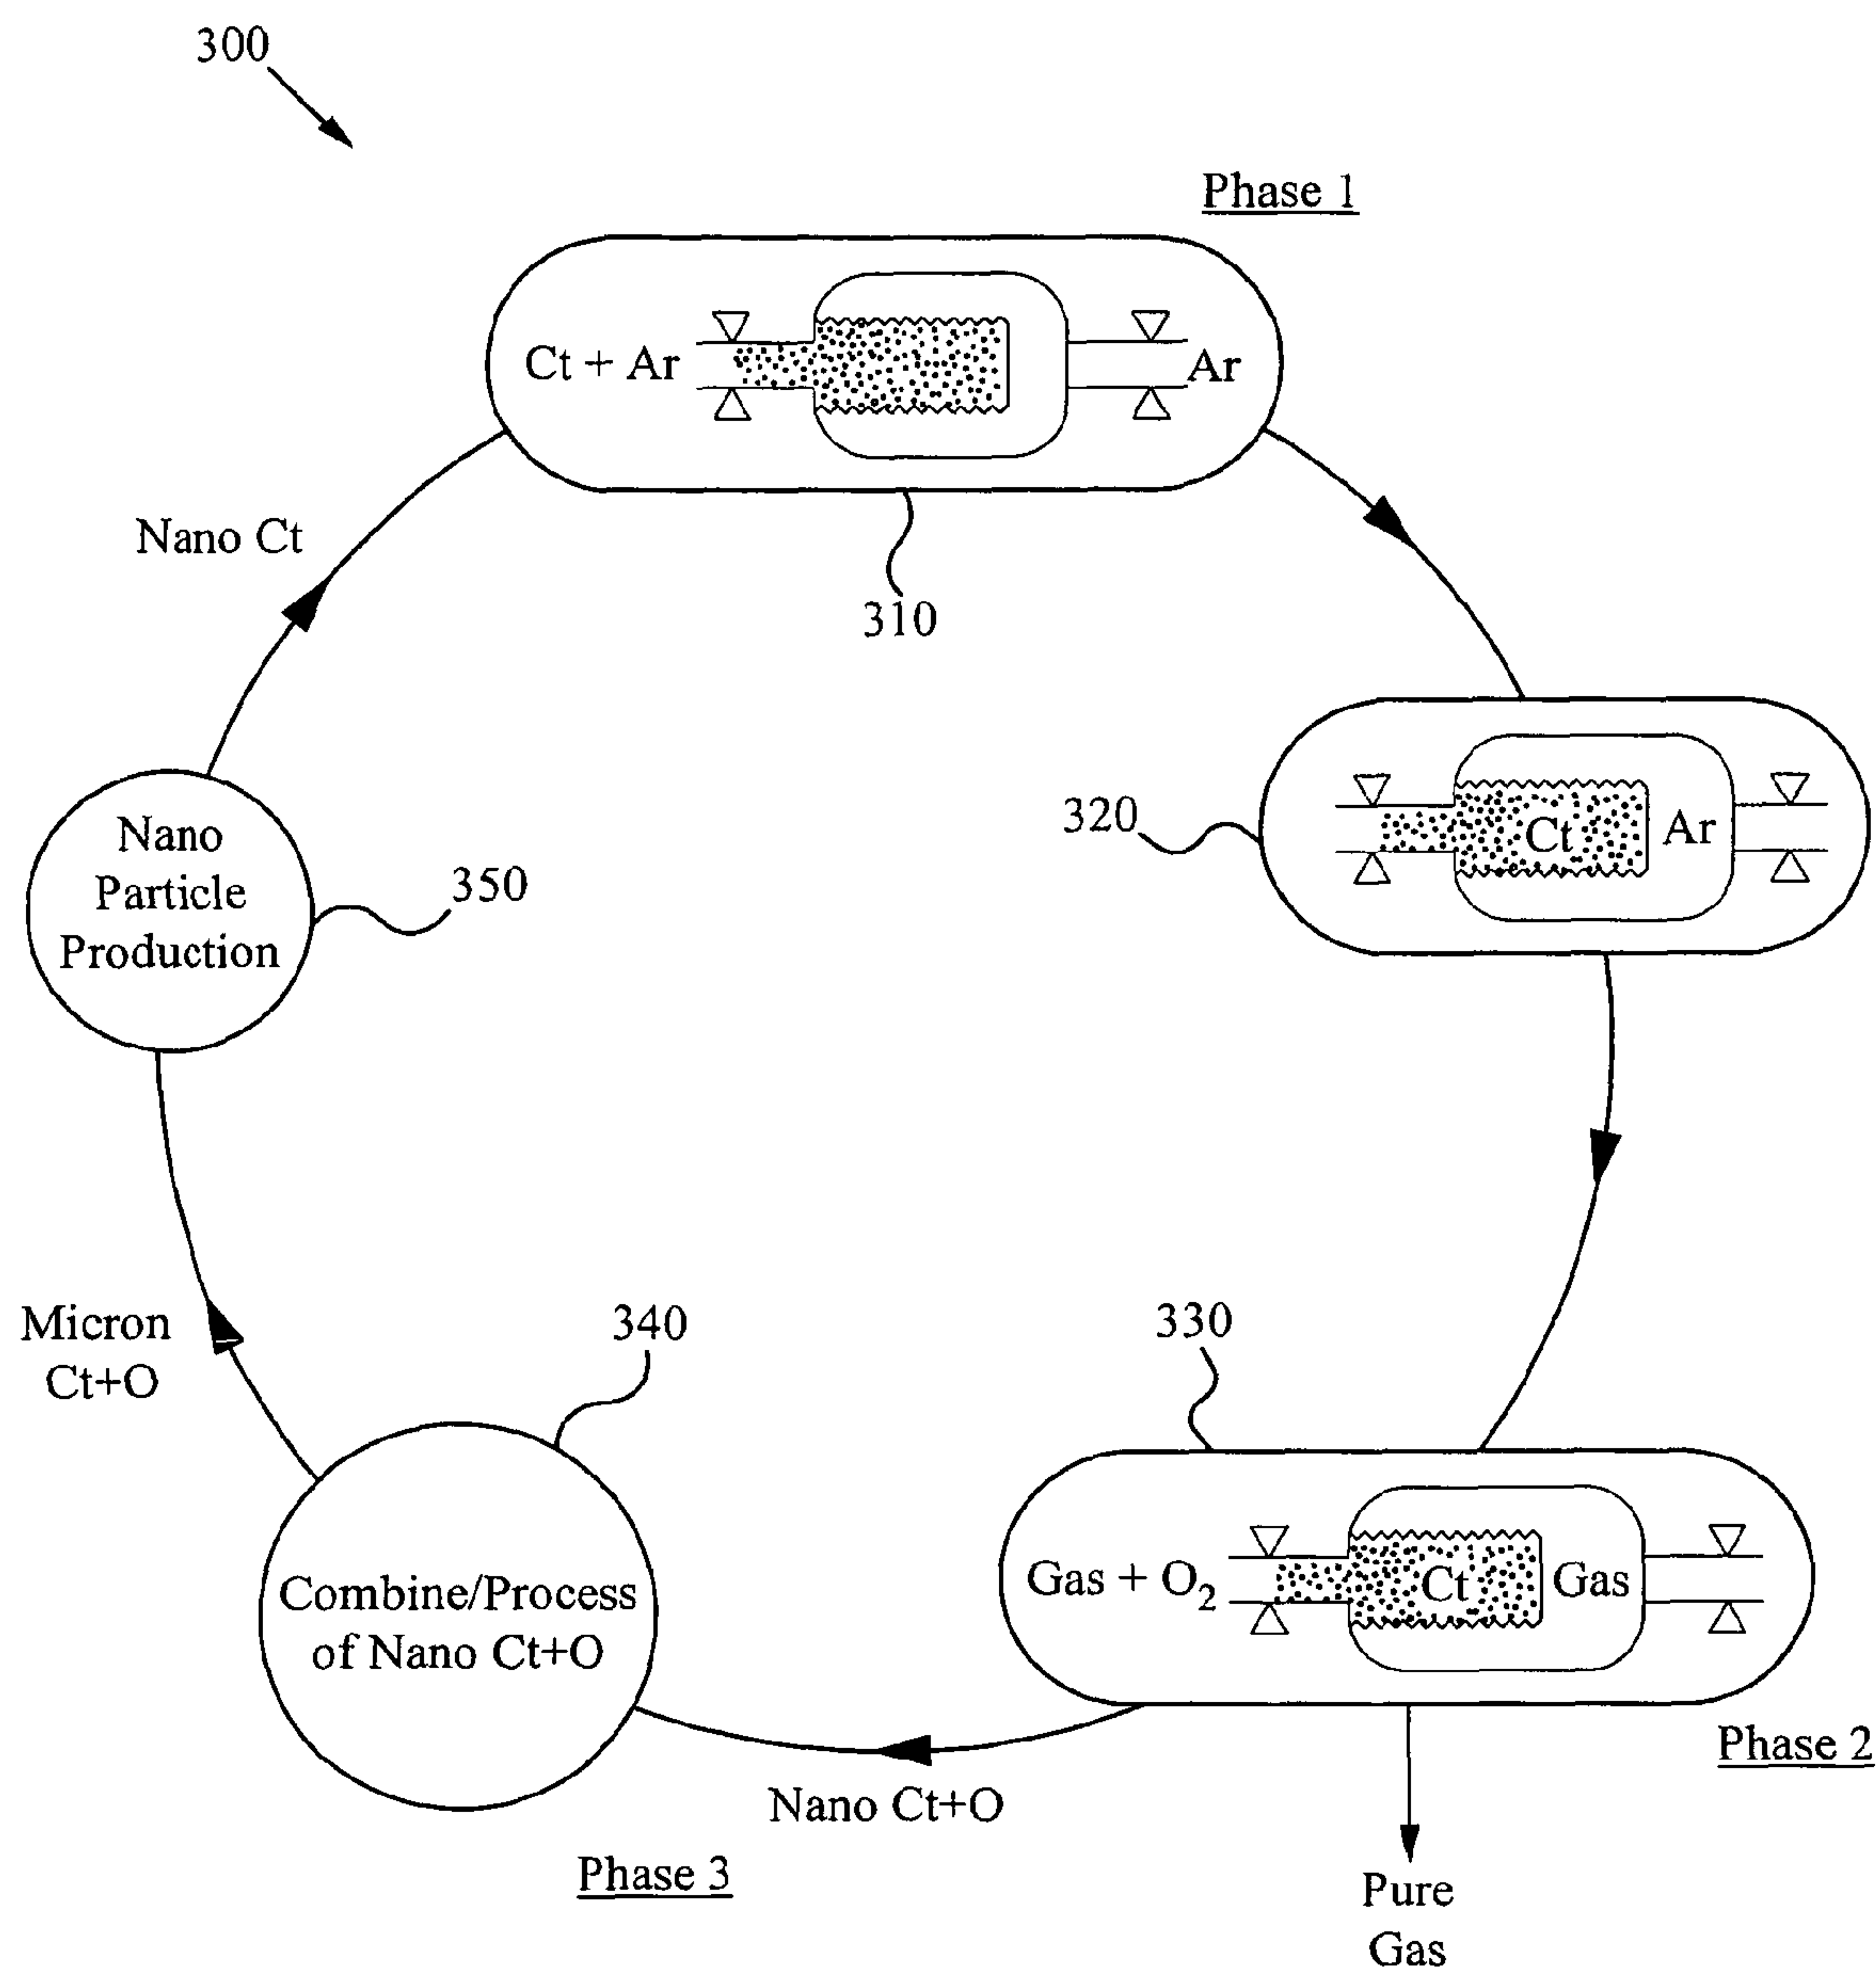 300
Phase 1
Ct + Ar
Ar
Nano Ct
310
320
Ct
Ar
Nano
Particle
Production
350
Micron
Ct+O
340
330
Gas + O₂
Ct
Gas
Combine/Process
of Nano Ct+O
Phase 2
Nano Ct+O
Phase 3
Pure
Gas